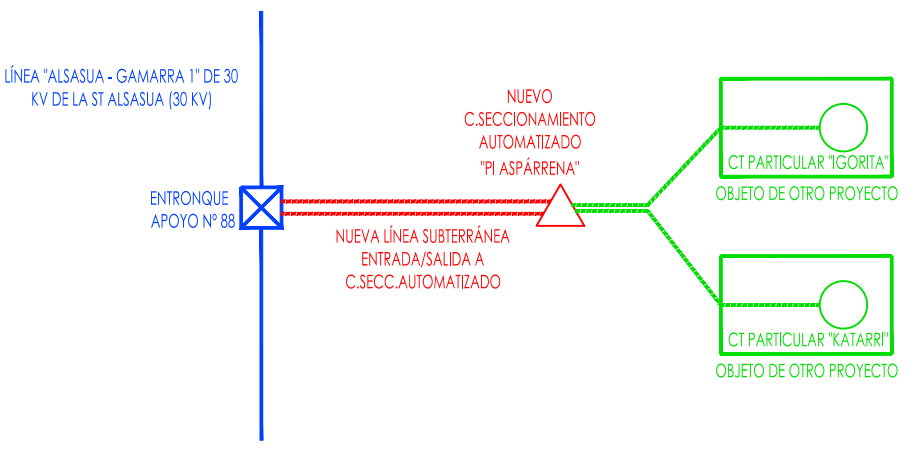 LÍNEA "ALSASUA - GAMARRA 1" DE 30
KV DE LA ST ALSASUA (30 KV)
ENTRONQUE
APOYO Nº 88
NUEVO
C.SECCIONAMIENTO
AUTOMATIZADO
"PI ASPÁRRENA"
NUEVA LÍNEA SUBTERRÁNEA
ENTRADA/SALIDA A
C.SECC.AUTOMATIZADO
CT PARTICULAR "IGORITA"
OBJETO DE OTRO PROYECTO
CT PARTICULAR "KATARRI"
OBJETO DE OTRO PROYECTO